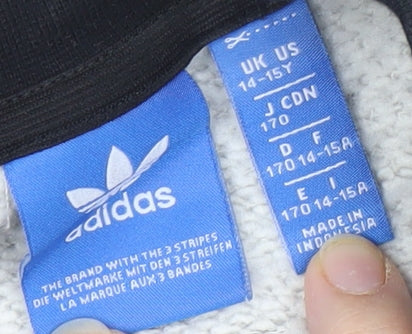 adidas
THE BRAND WITH THE 3 STRIPES
DIE WELTMARKE MIT DEN 3 STREIFEN
LA MARQUE AUX 3 BANDES
UK US
14-15Y
J CDN
170
D F
170 14-15A
E I
170 14-15A
MADE IN
INDONESIA